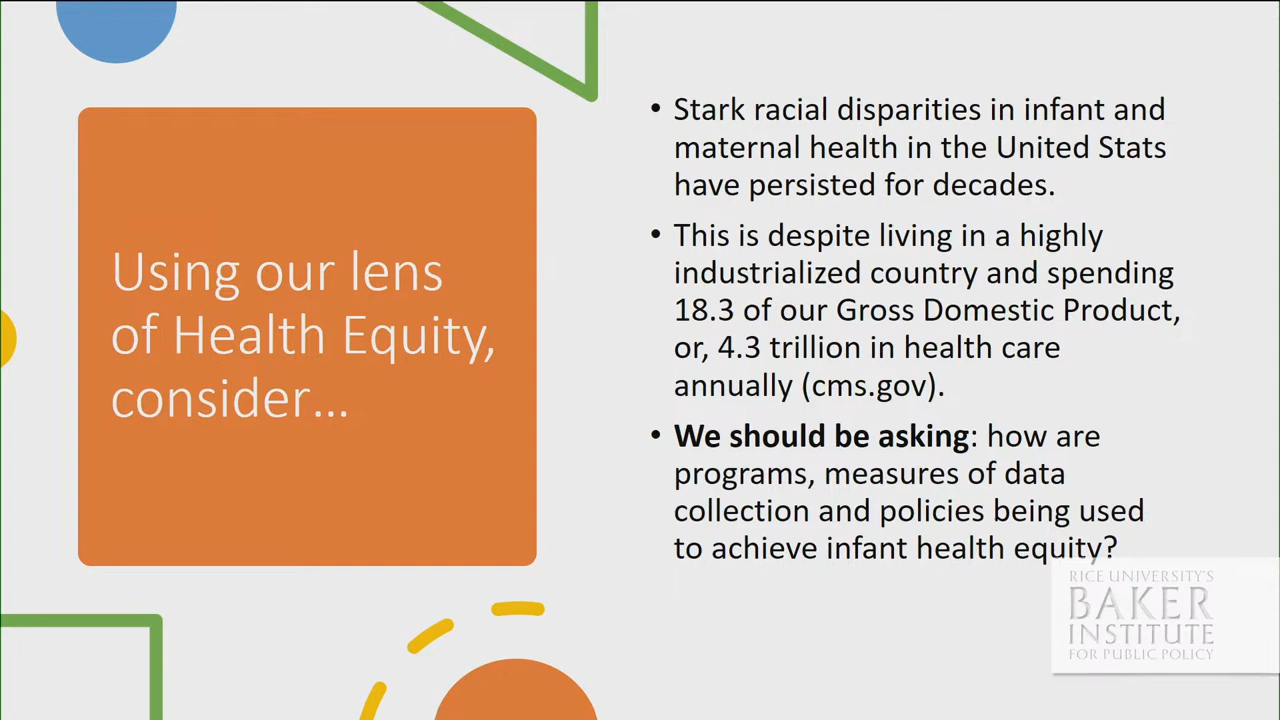 Using our lens
of Health Equity,
consider...
• Stark racial disparities in infant and
maternal health in the United Stats
have persisted for decades.
• This is despite living in a highly
industrialized country and spending
18.3 of our Gross Domestic Product,
or, 4.3 trillion in health care
annually (cms.gov).
• We should be asking: how are
programs, measures of data
collection and policies being used
to achieve infant health equity?
RICE UNIVERSITY'S
BAKER
INSTITUTE
FOR PUBLIC POLICY